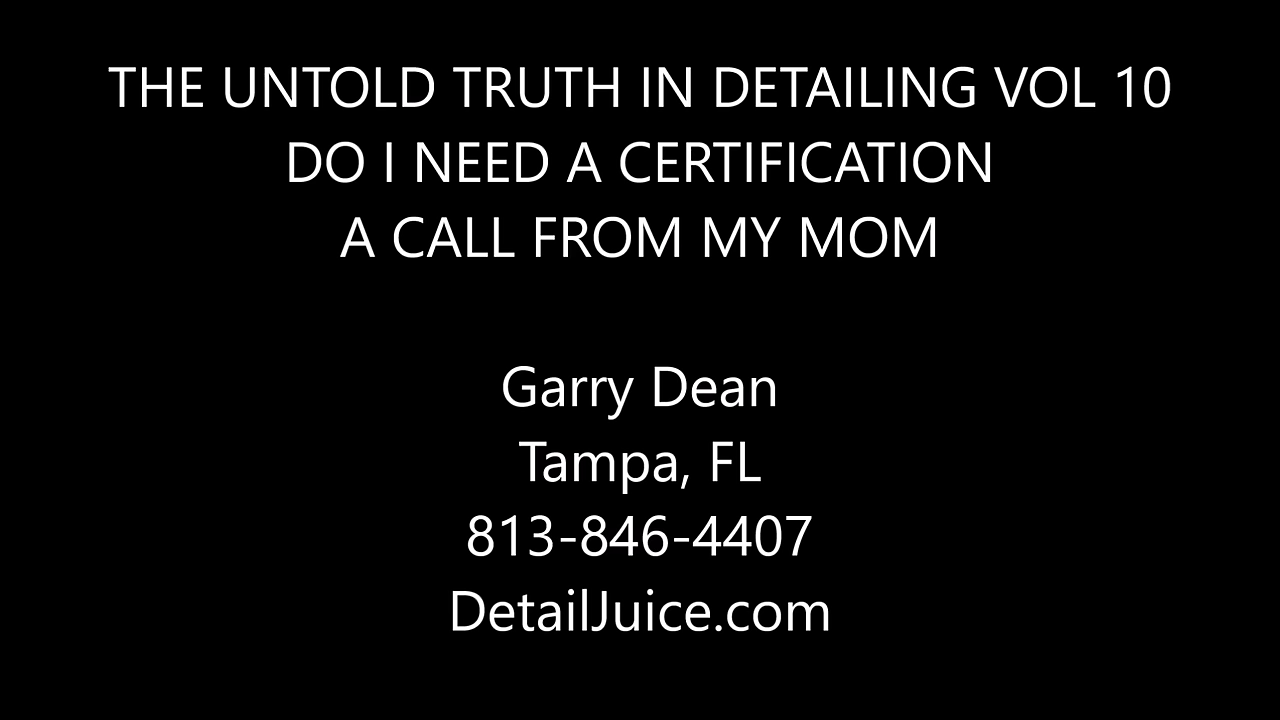 THE UNTOLD TRUTH IN DETAILING VOL 10
DO I NEED A CERTIFICATION
A CALL FROM MY MOM
Garry Dean
Tampa, FL
813-846-4407
DetailJuice.com